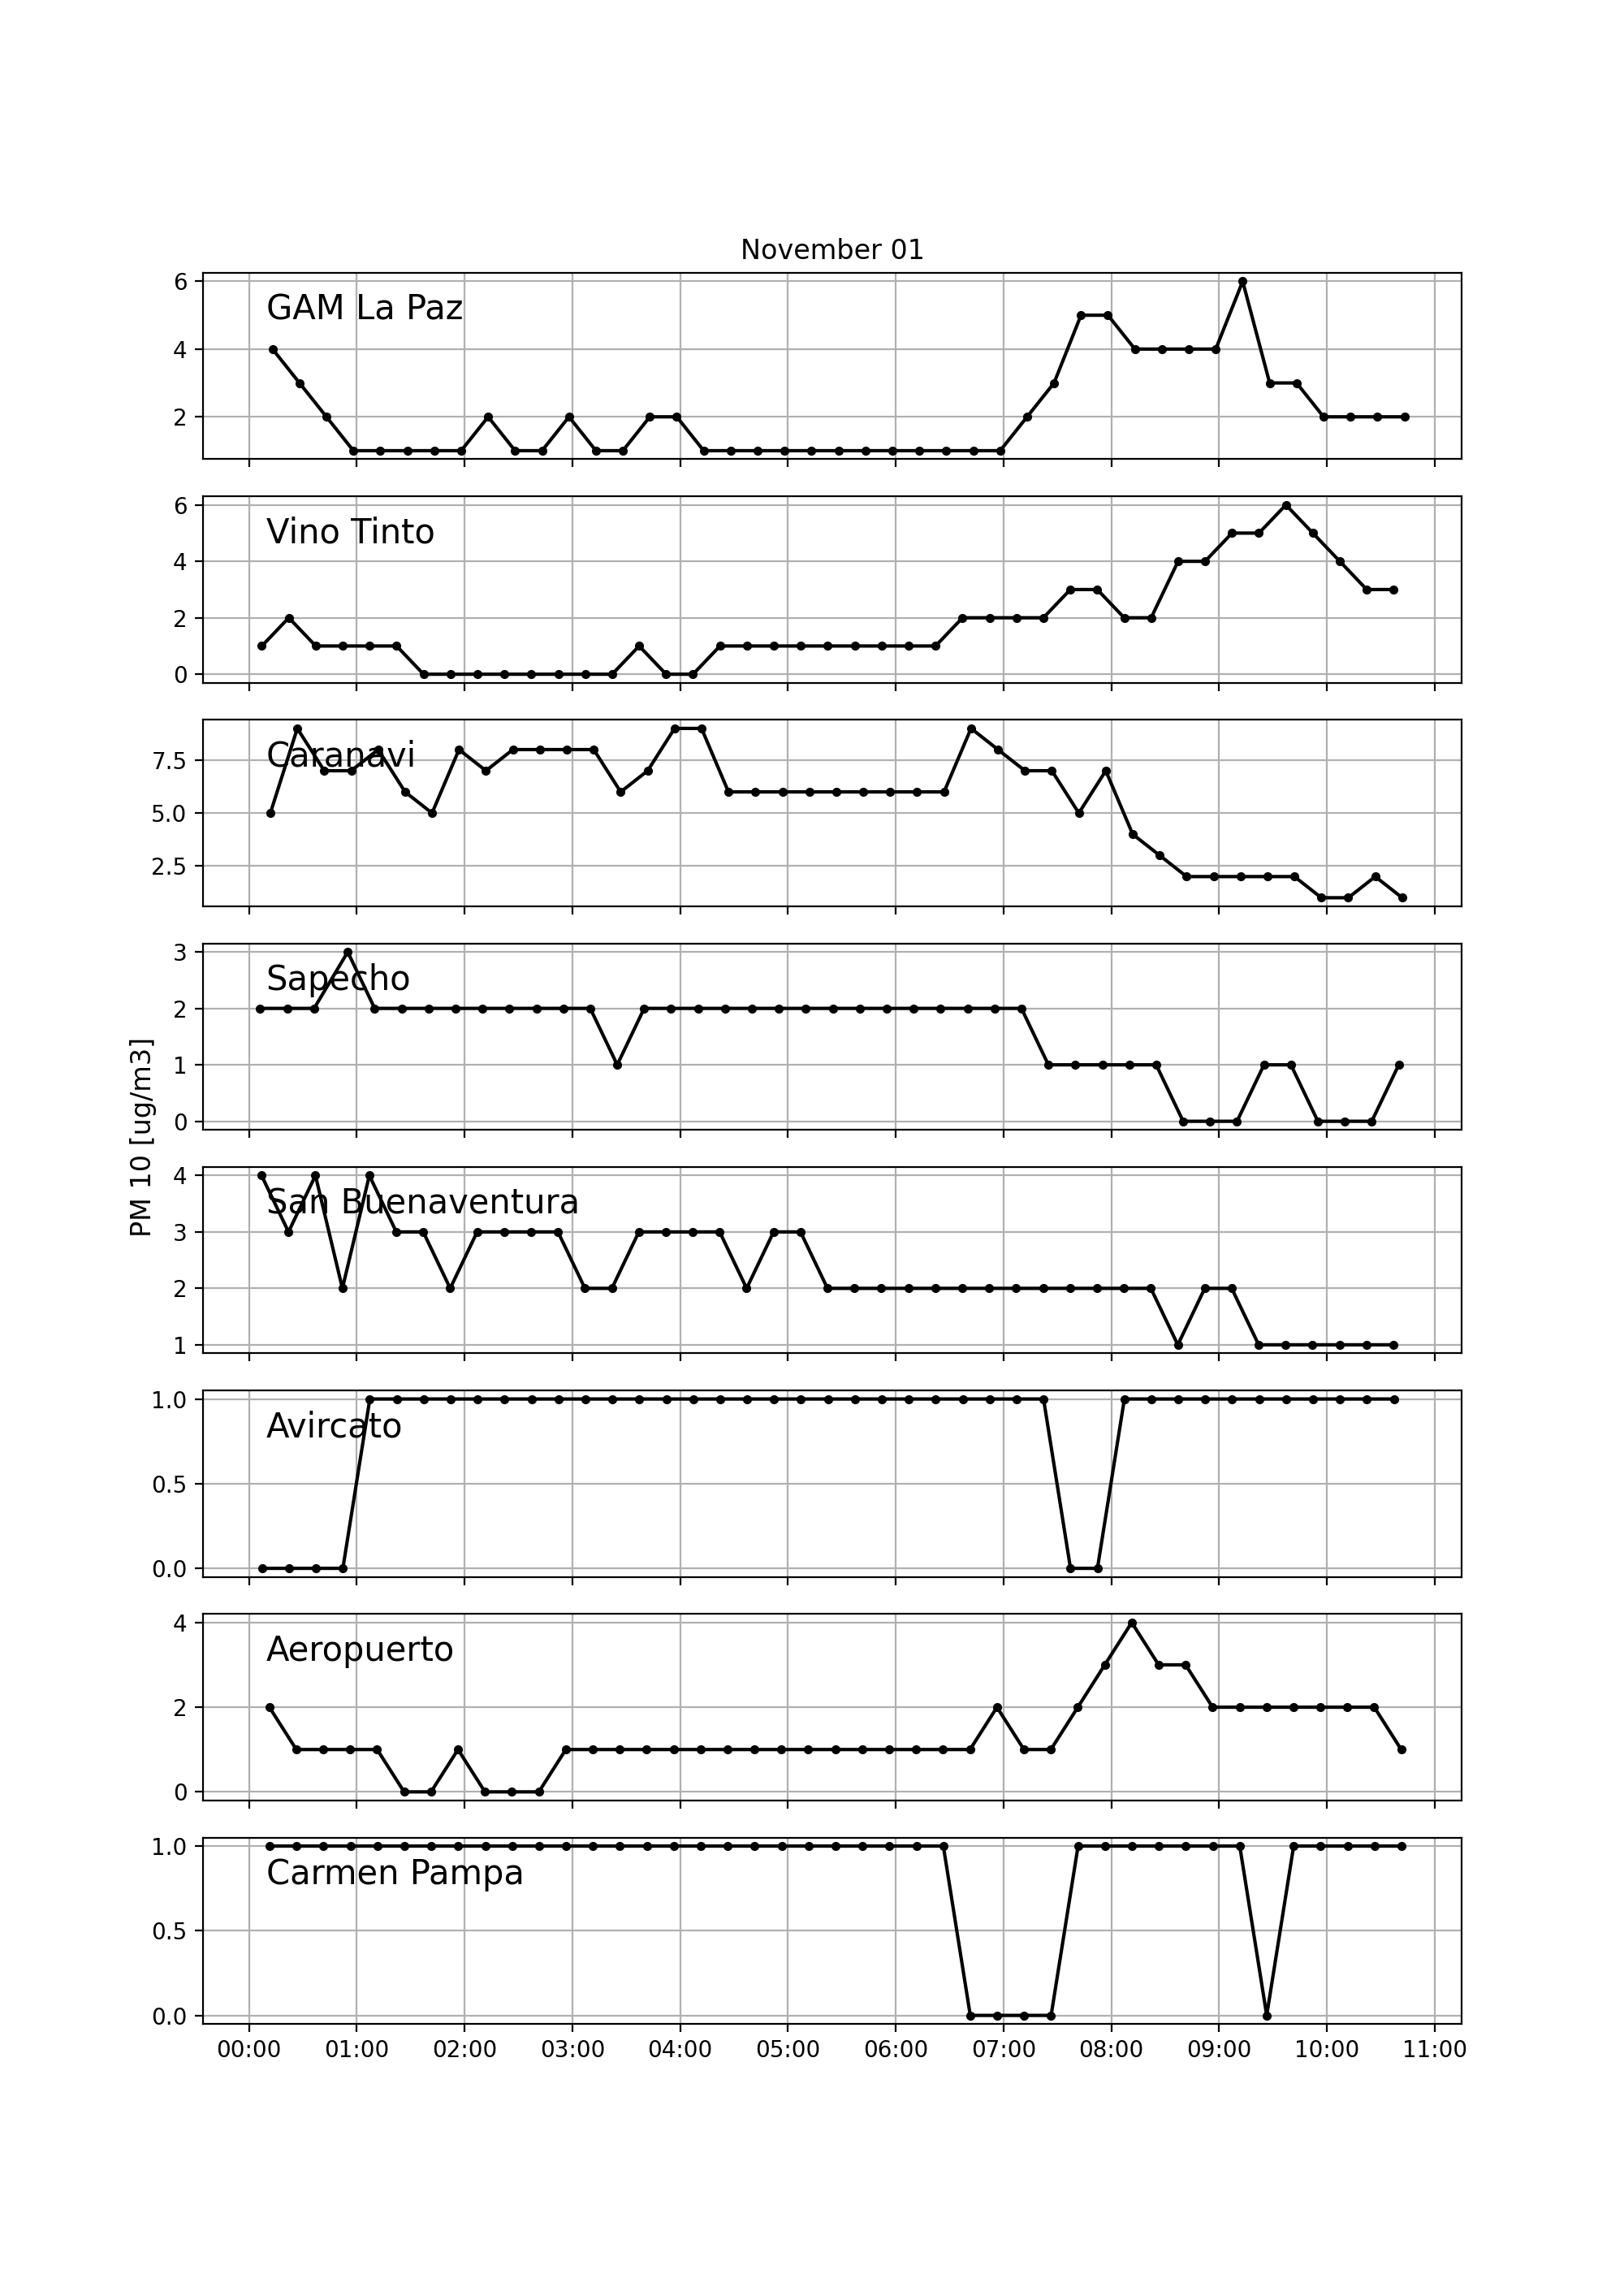 November 01
6
GAM La Paz
4
2
6
Vino Tinto
4
2
0
Caranavi
7.5
5.0
2.5
3
Sapecho
2
1
0
PM 10 [ug/m3]
4
San Buenaventura
3
2
1
1.0
Avircato
0.5
0.0
4
Aeropuerto
2
0
1.0
Carmen Pampa
0.5
0.0
00:00 01:00 02:00 03:00 04:00 05:00 06:00 07:00 08:00 09:00 10:00 11:00